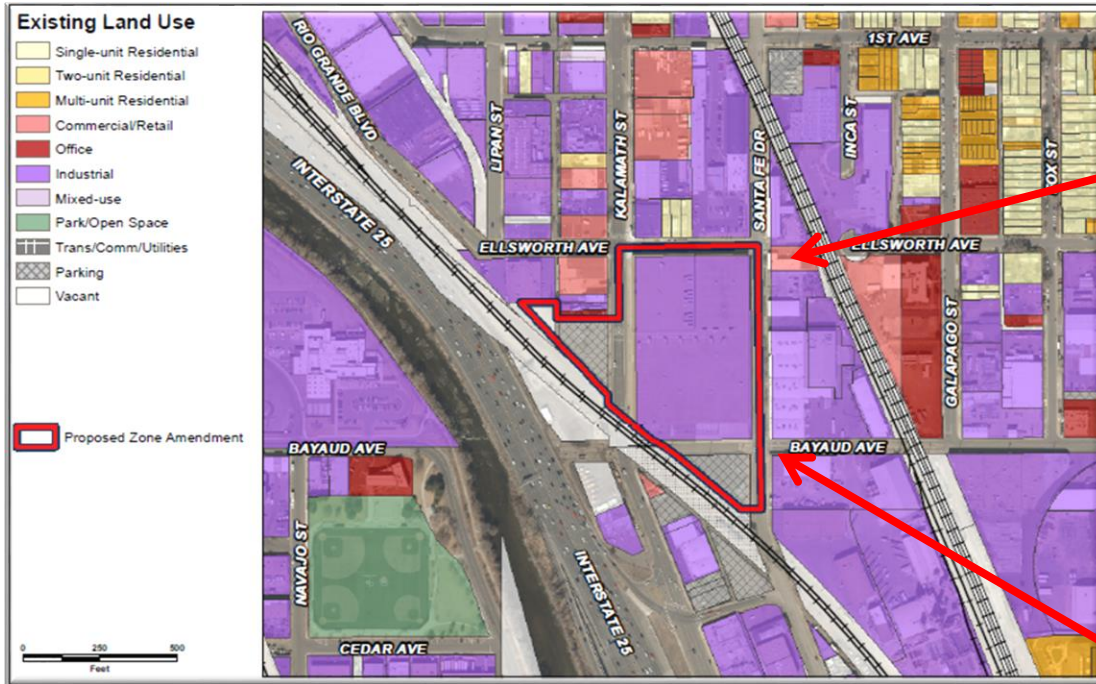 Existing Land Use
Single-unit Residential
Two-unit Residential
Multi-unit Residential
Commercial/Retail
Office
Industrial
Mixed-use
Park/Open Space
Trans/Comm/Utilities
Parking
Vacant
Proposed Zone Amendment
0 250 500
Feet
RIO GRANDE BLVD
1ST AVE
LIPAN ST
KALAMATH ST
SANTA FE DR
INCA ST
OX ST
INTERSTATE 25
ELLSWORTH AVE
ELLSWORTH AVE
GALAPAGO ST
BAYAUD AVE
BAYAUD AVE
NAVAJO ST
INTERSTATE 25
CEDAR AVE